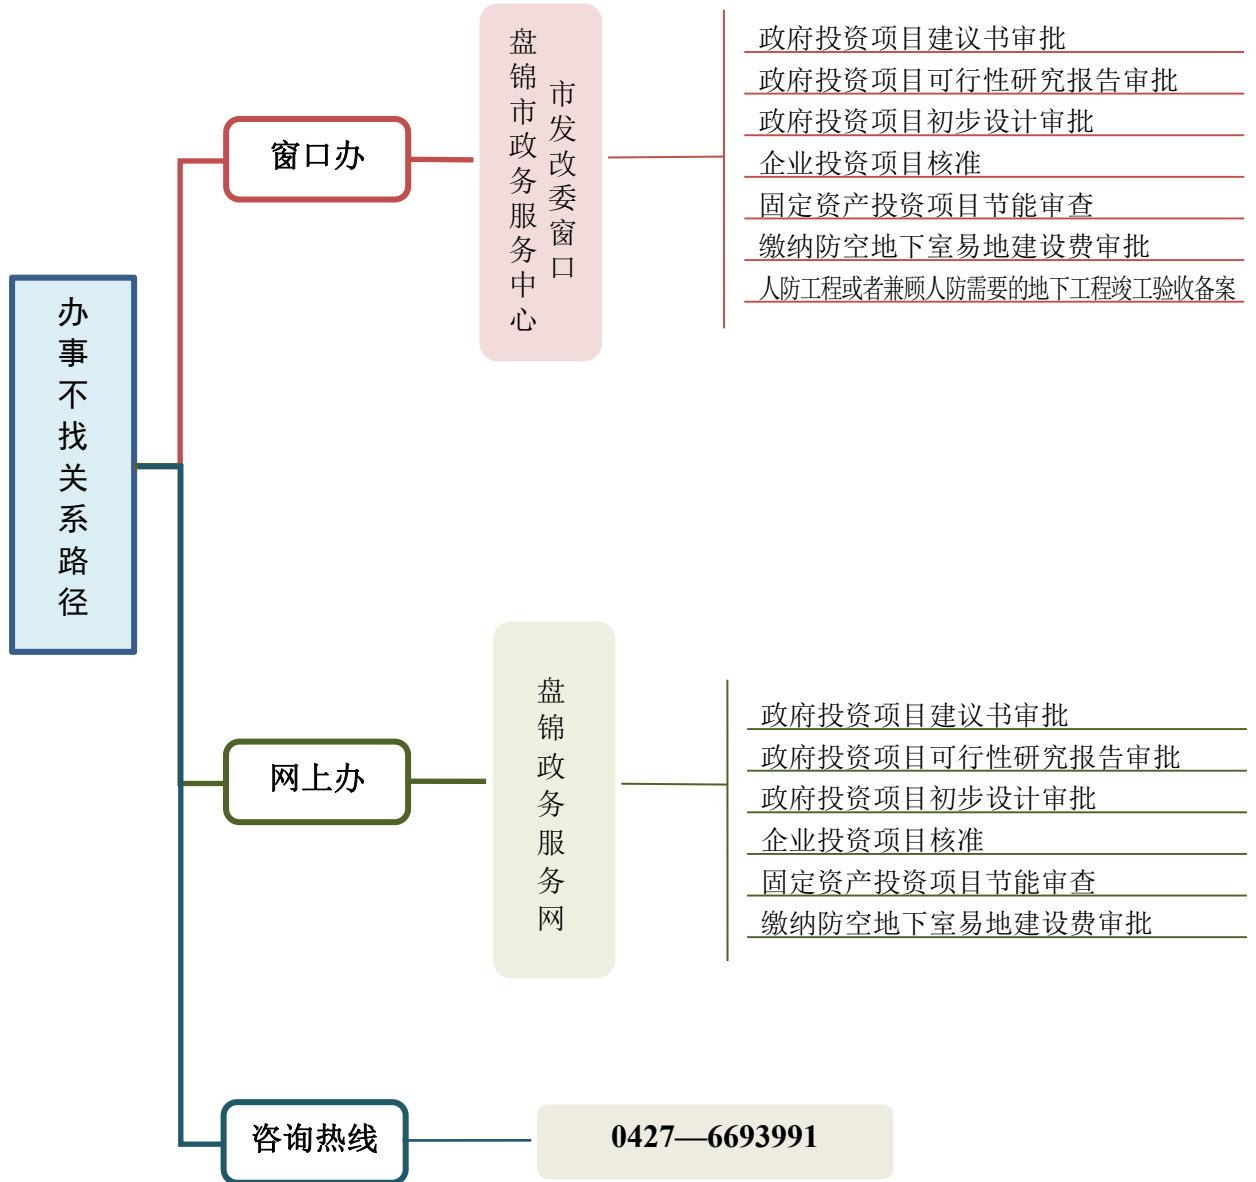 办事不找关系路径
窗口办
盘锦市政务服务中心
市发改委窗口
政府投资项目建议书审批
政府投资项目可行性研究报告审批
政府投资项目初步设计审批
企业投资项目核准
固定资产投资项目节能审查
缴纳防空地下室易地建设费审批
人防工程或者兼顾人防需要的地下工程竣工验收备案
网上办
盘锦政务服务网
政府投资项目建议书审批
政府投资项目可行性研究报告审批
政府投资项目初步设计审批
企业投资项目核准
固定资产投资项目节能审查
缴纳防空地下室易地建设费审批
咨询热线
0427—6693991